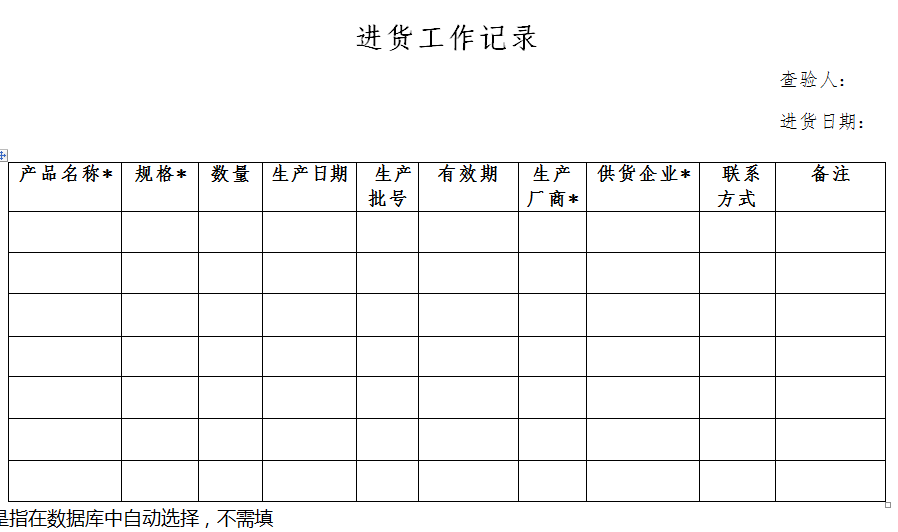 进货工作记录
查验人：
进货日期：
产品名称* 规格* 数量 生产日期 生产 有效期 生产 供货企业* 联系 备注
批号 厂商* 方式
是指在数据库中自动选择，不需填